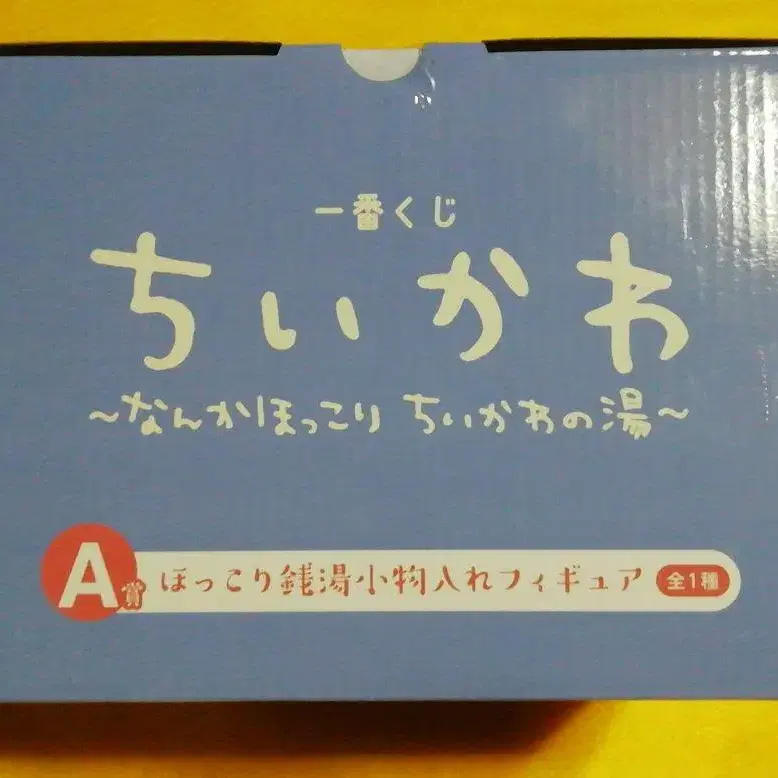 一番くじ
ちいかわ
~なんかほっこり ちいかわの湯~
A賞 ほっこり銭湯小物入れフィギュア 全1種